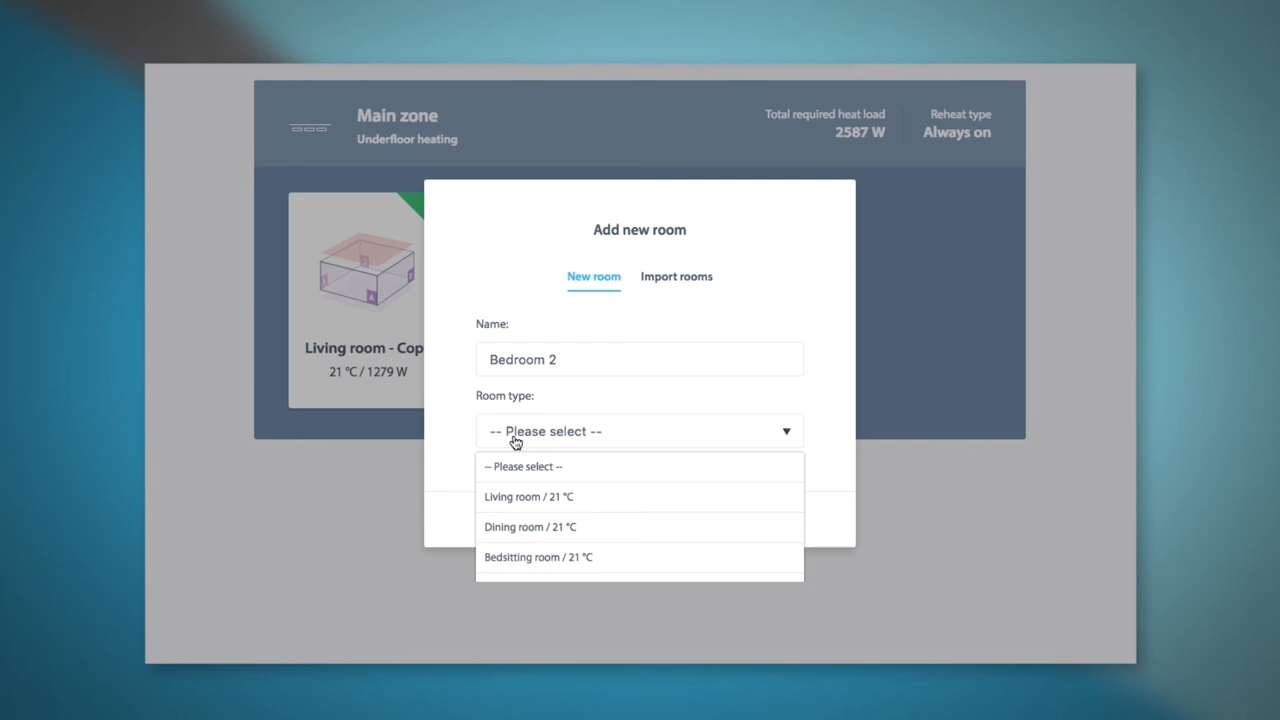 Main zone
Underfloor heating
Total required heat load
2587 W
Reheat type
Always on
Living room - Cop
21 °C / 1279 W
Add new room
New room
Import rooms
Name:
Bedroom 2
Room type:
-- Please select --
-- Please select --
Living room / 21 °C
Dining room / 21 °C
Bedsitting room / 21 °C